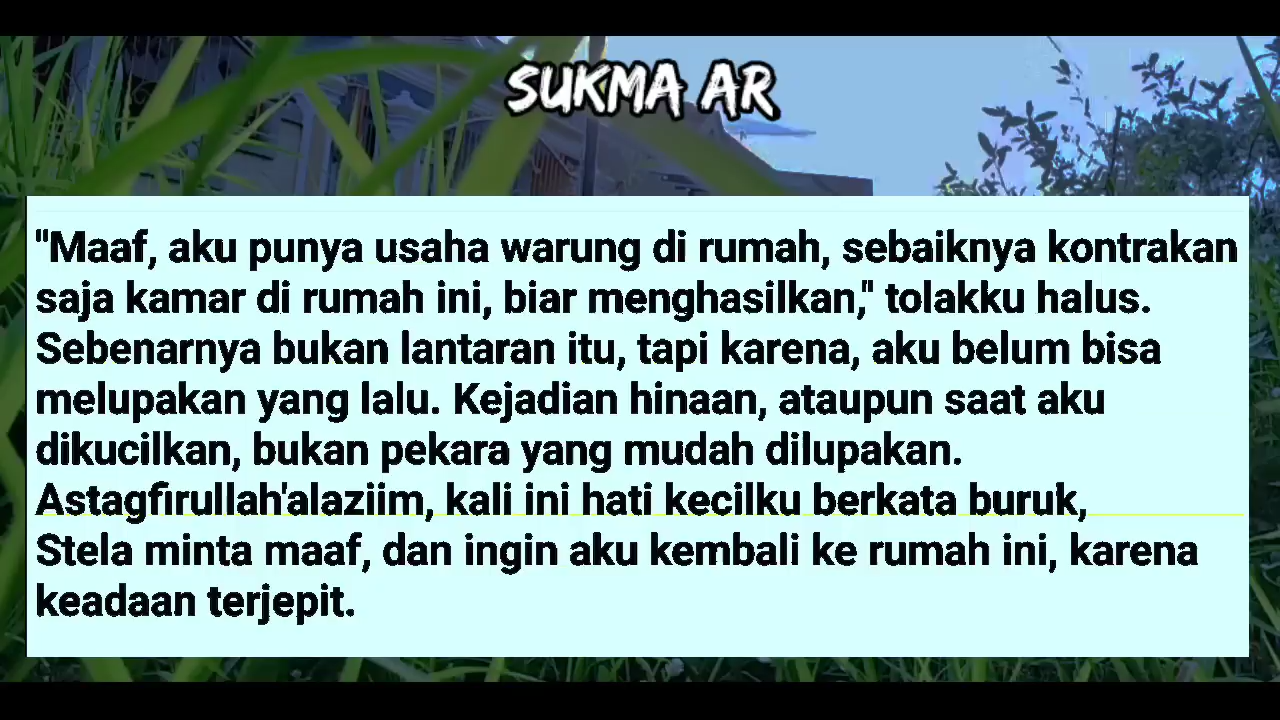 SUKMA AR
"Maaf, aku punya usaha warung di rumah, sebaiknya kontrakan
saja kamar di rumah ini, biar menghasilkan," tolakku halus.
Sebenarnya bukan lantaran itu, tapi karena, aku belum bisa
melupakan yang lalu. Kejadian hinaan, ataupun saat aku
dikucilkan, bukan pekara yang mudah dilupakan.
Astagfirullah'alaziim, kali ini hati kecilku berkata buruk,
Stela minta maaf, dan ingin aku kembali ke rumah ini, karena
keadaan terjepit.